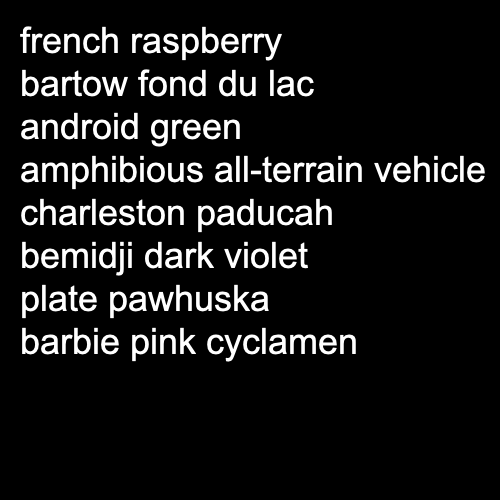 french raspberry
bartow fond du lac
android green
amphibious all-terrain vehicle
charleston paducah
bemidji dark violet
plate pawhuska
barbie pink cyclamen